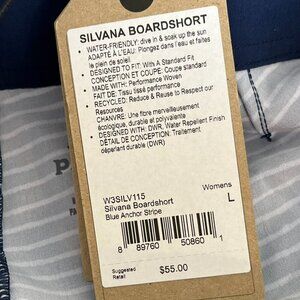 SILVANA BOARDSHORT
• WATER-FRIENDLY: dive in & soak up the sun
ADAPTÉ À L'EAU: Plongez dans l'eau et faites
le plein de soleil
• DESIGNED TO FIT: With A Standard Fit
CONCEPTION ET COUPE: Coupe standard
• MADE WITH: Performance Woven
FAIT DE: Tissu tissé performance
• RECYCLED: Reduce & Reuse to Respect our
Resources
CHANVRE: Une fibre merveilleusement
écologique, durable et polyvalente
• DESIGNED WITH: DWR, Water Repellent Finish
DÉTAIL DE CONCEPTION: Traitement
déperlant durable (DWR)
W3SILV115
Silvana Boardshort
Blue Anchor Stripe
Womens
L
8 89760 50860 1
Suggested
Retail
$55.00